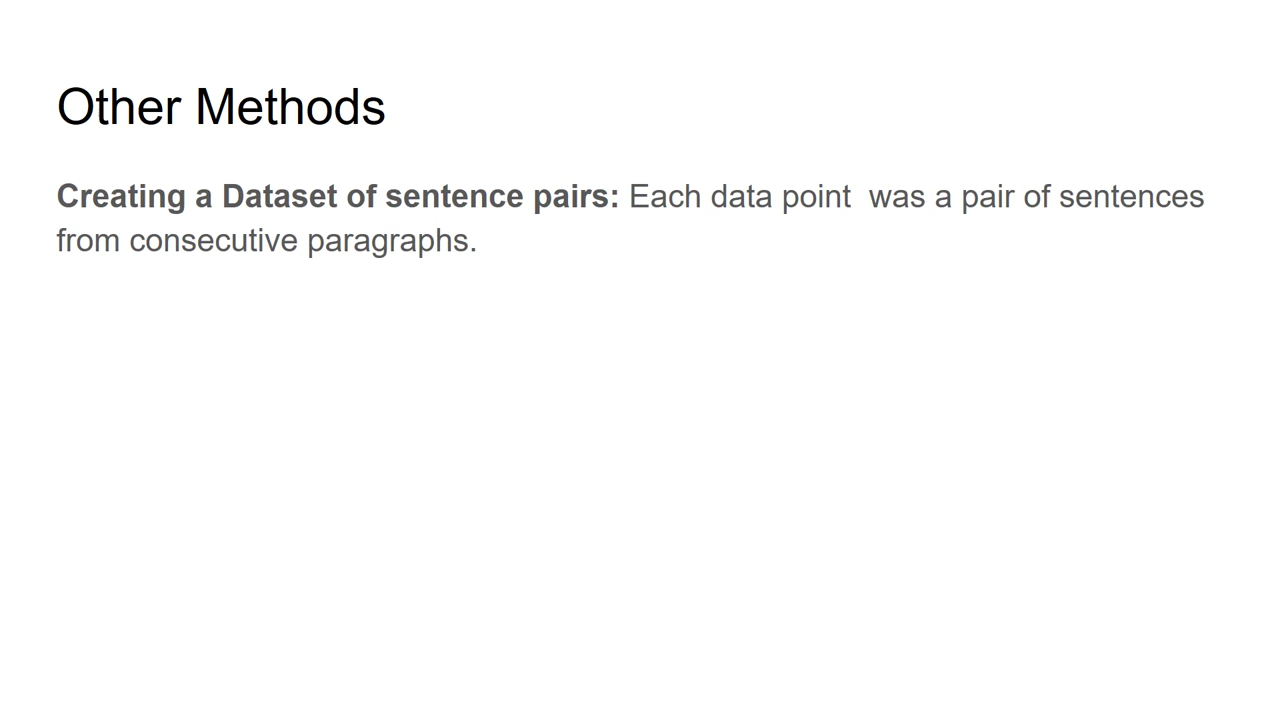 Other Methods
Creating a Dataset of sentence pairs: Each data point  was a pair of sentences
from consecutive paragraphs.